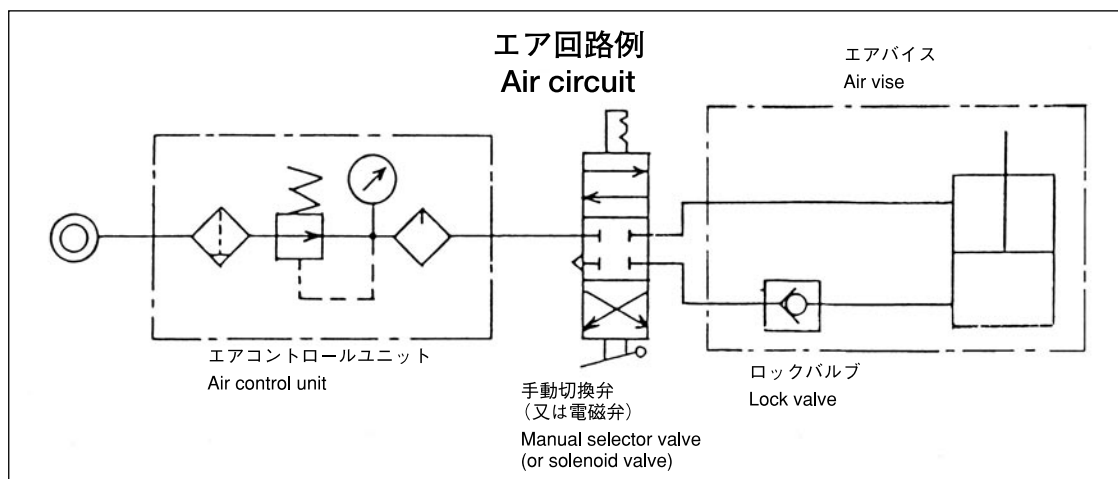 エア回路例
Air circuit
エアバイス
Air vise
エアコントロールユニット
Air control unit
手動切換弁
（又は電磁弁）
Manual selector valve
(or solenoid valve)
ロックバルブ
Lock valve